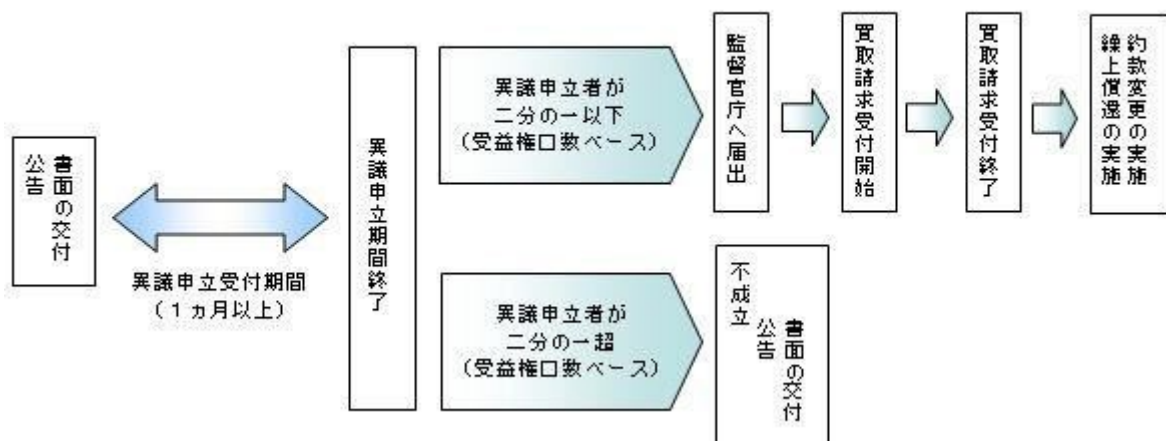 書面の交付
公告
異議申立受付期間
(1ヵ月以上)
異議申立期間終了
異議申立者が
二分の一以下
(受益権口数ベース)
監督官庁へ届出
買取請求受付開始
買取請求受付終了
約款変更の実施
繰上償還の実施
異議申立者が
二分の一超
(受益権口数ベース)
不成立
書面の交付
公告